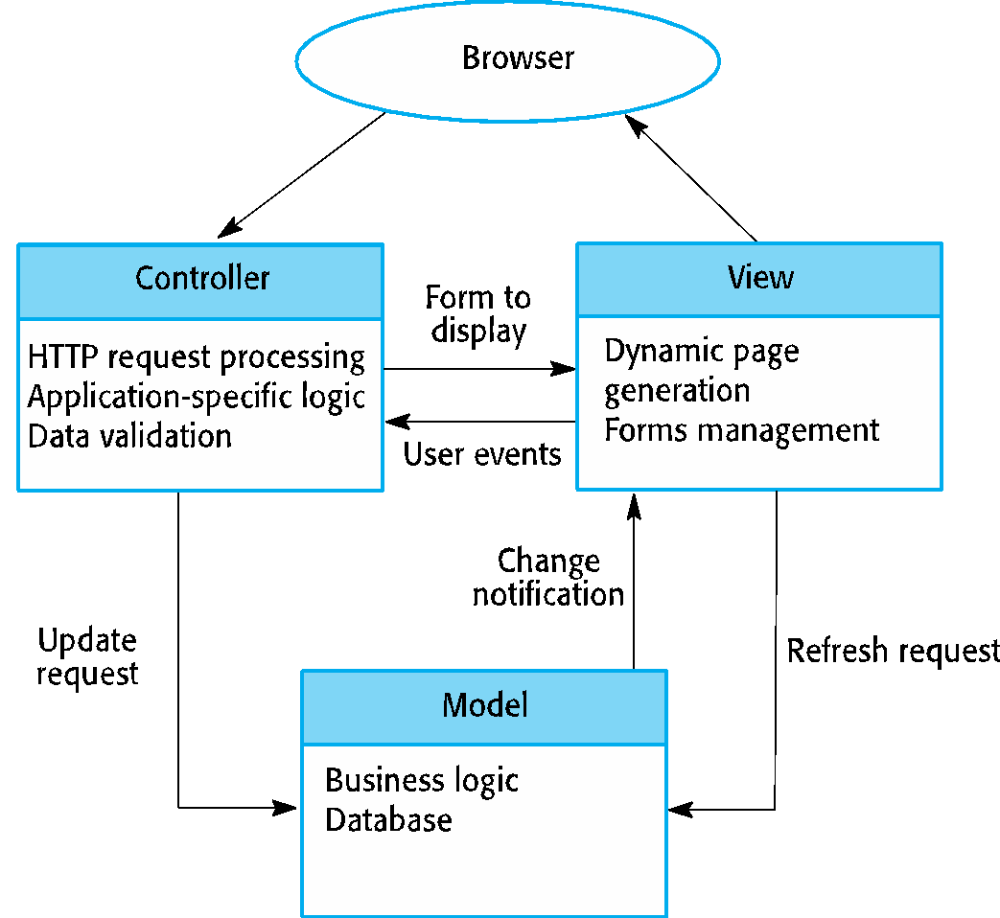 Browser
Controller
HTTP request processing
Application-specific logic
Data validation
Form to
display
User events
View
Dynamic page
generation
Forms management
Update
request
Change
notification
Refresh request
Model
Business logic
Database